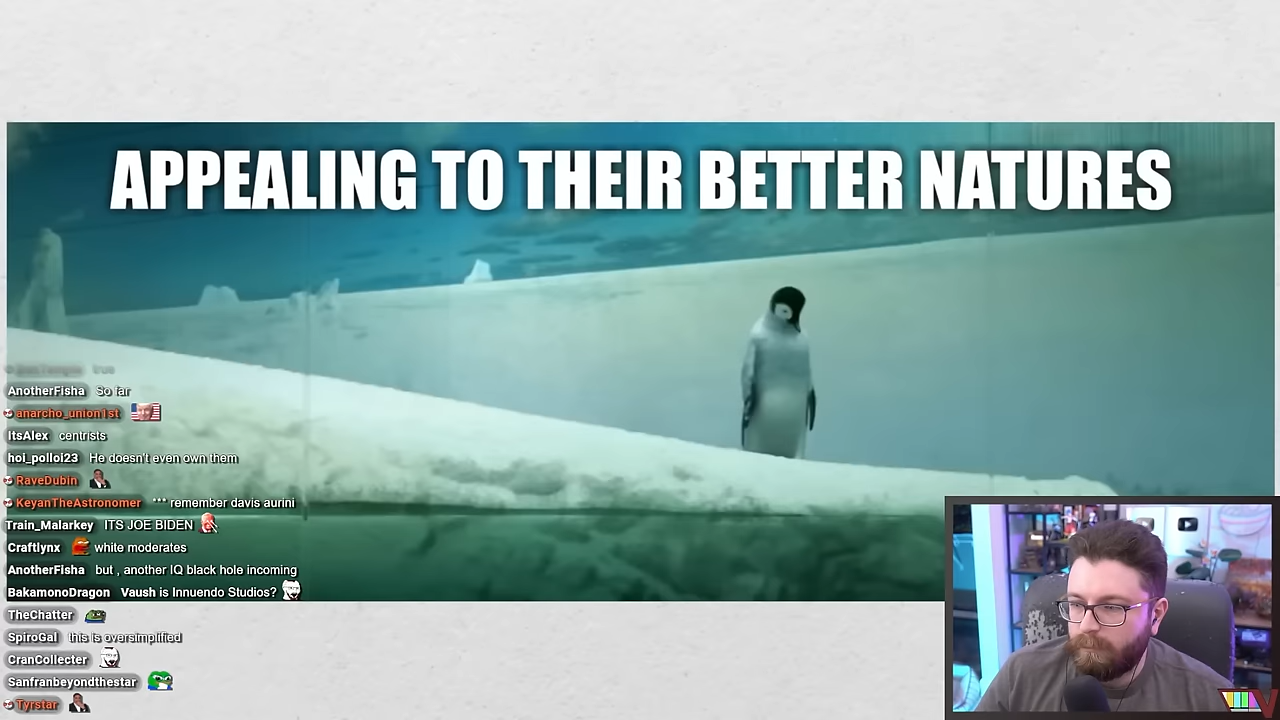 APPEALING TO THEIR BETTER NATURES
true
AnotherFisha So far
anarcho_union1st
ItsAlex centrists
hoi_polloi23 He doesn't even own them
RaveDubin
KeyanTheAstronomer *** remember davis aurini
Train_Malarkey ITS JOE BIDEN
Craftlynx white moderates
AnotherFisha but , another IQ black hole incoming
BakamonoDragon Vaush is Innuendo Studios?
TheChatter
SpiroGal this is oversimplified
CranCollecter
Sanfranbeyondthestar
Tyrstar